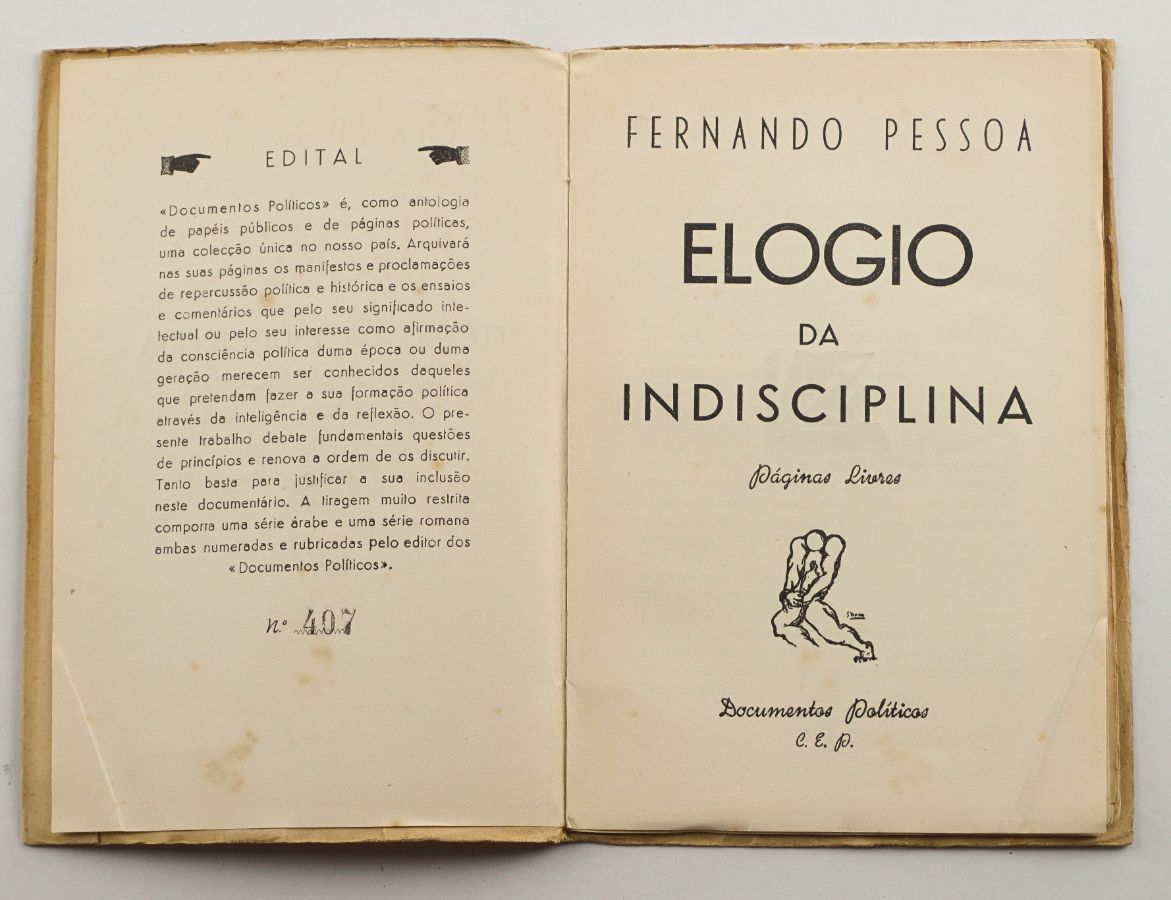 EDITAL
«Documentos Políticos» é, como antologia
de papéis públicos e de páginas políticas,
uma colecção única no nosso país. Arquivará
nas suas páginas os manifestos e proclamações
de repercussão política e histórica e os ensaios
e comentários que pelo seu significado inte-
lectual ou pelo seu interesse como afirmação
da consciência política duma época ou duma
geração merecem ser conhecidos daqueles
que pretendam fazer a sua formação política
através da inteligência e da reflexão. O pre-
sente trabalho debate fundamentais questões
de princípios e renova a ordem de os discutir.
Tanto basta para justificar a sua inclusão
neste documentário. A tiragem muito restrita
comporta uma série árabe e uma série romana
ambas numeradas e rubricadas pelo editor dos
«Documentos Políticos».
n.º 407
FERNANDO PESSOA
ELOGIO
DA
INDISCIPLINA
Páginas Livres
Documentos Políticos
C. E. P.